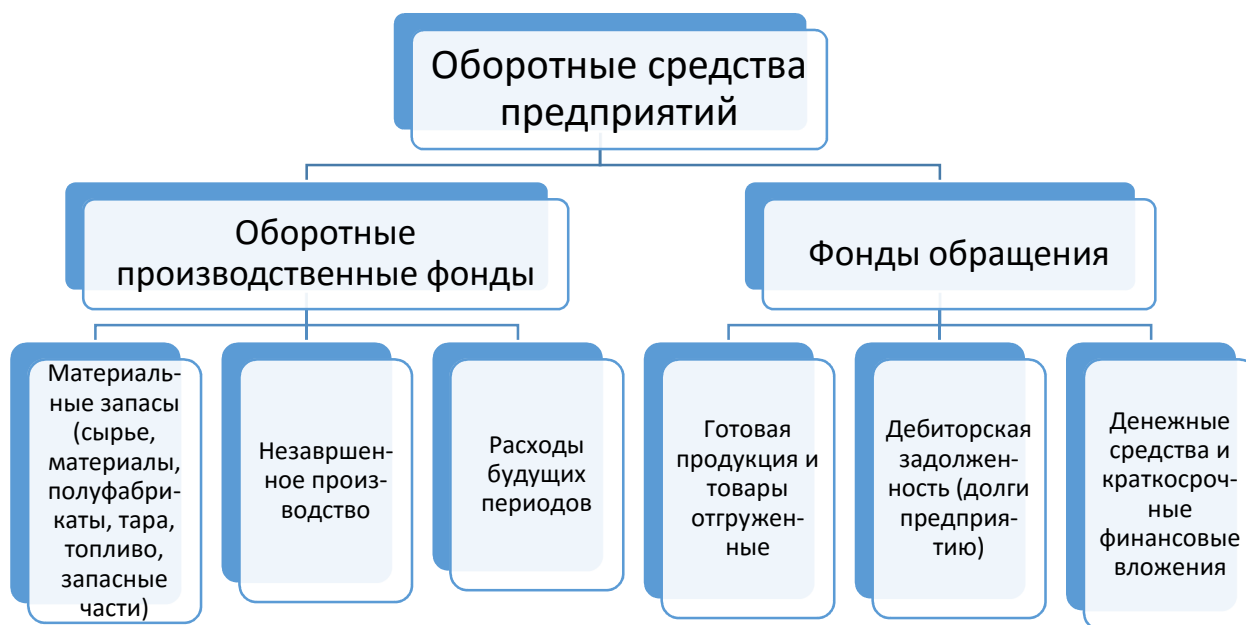 Оборотные средства
предприятий
Оборотные
производственные фонды
Фонды обращения
Материаль-
ные запасы
(сырье,
материалы,
полуфабри-
каты, тара,
топливо,
запасные
части)
Незавршен-
ное произ-
водство
Расходы
будущих
периодов
Готовая
продукция и
товары
отгружен-
ные
Дебиторская
задолжен-
ность (долги
предприя-
тию)
Денежные
средства и
краткосроч-
ные
финансовые
вложения